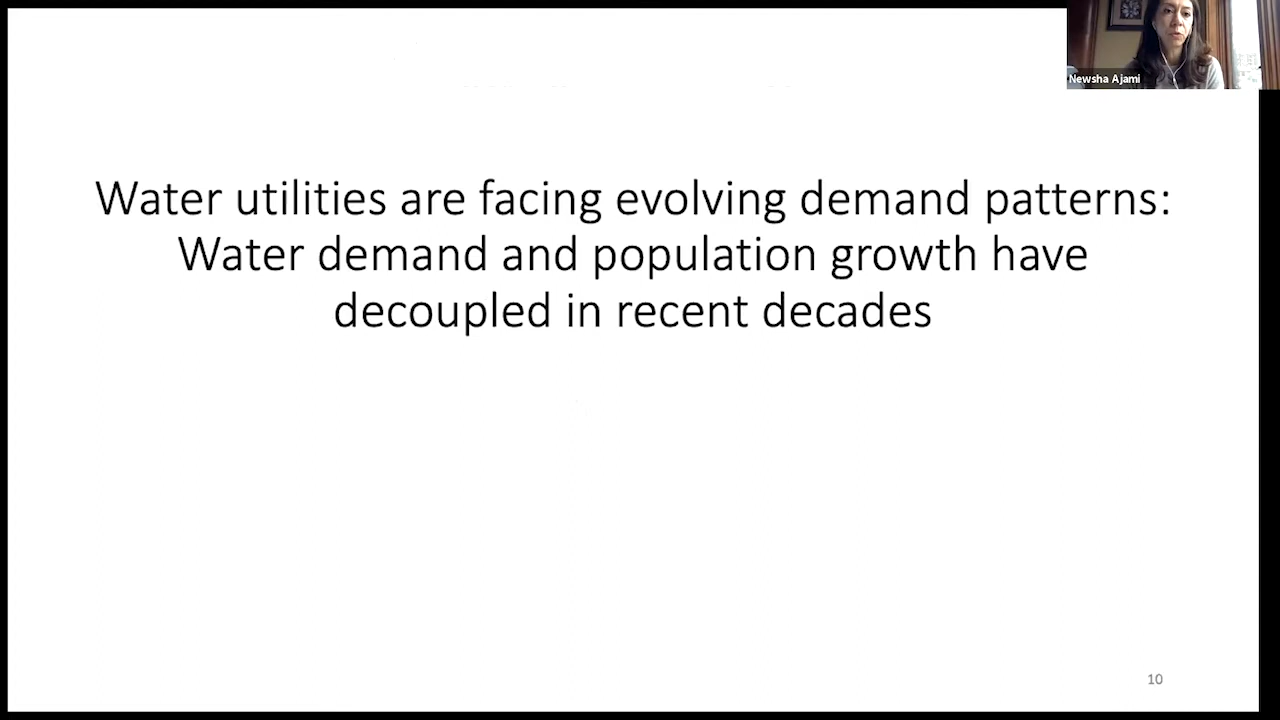 Newsha Ajami
Water utilities are facing evolving demand patterns:
Water demand and population growth have
decoupled in recent decades
10